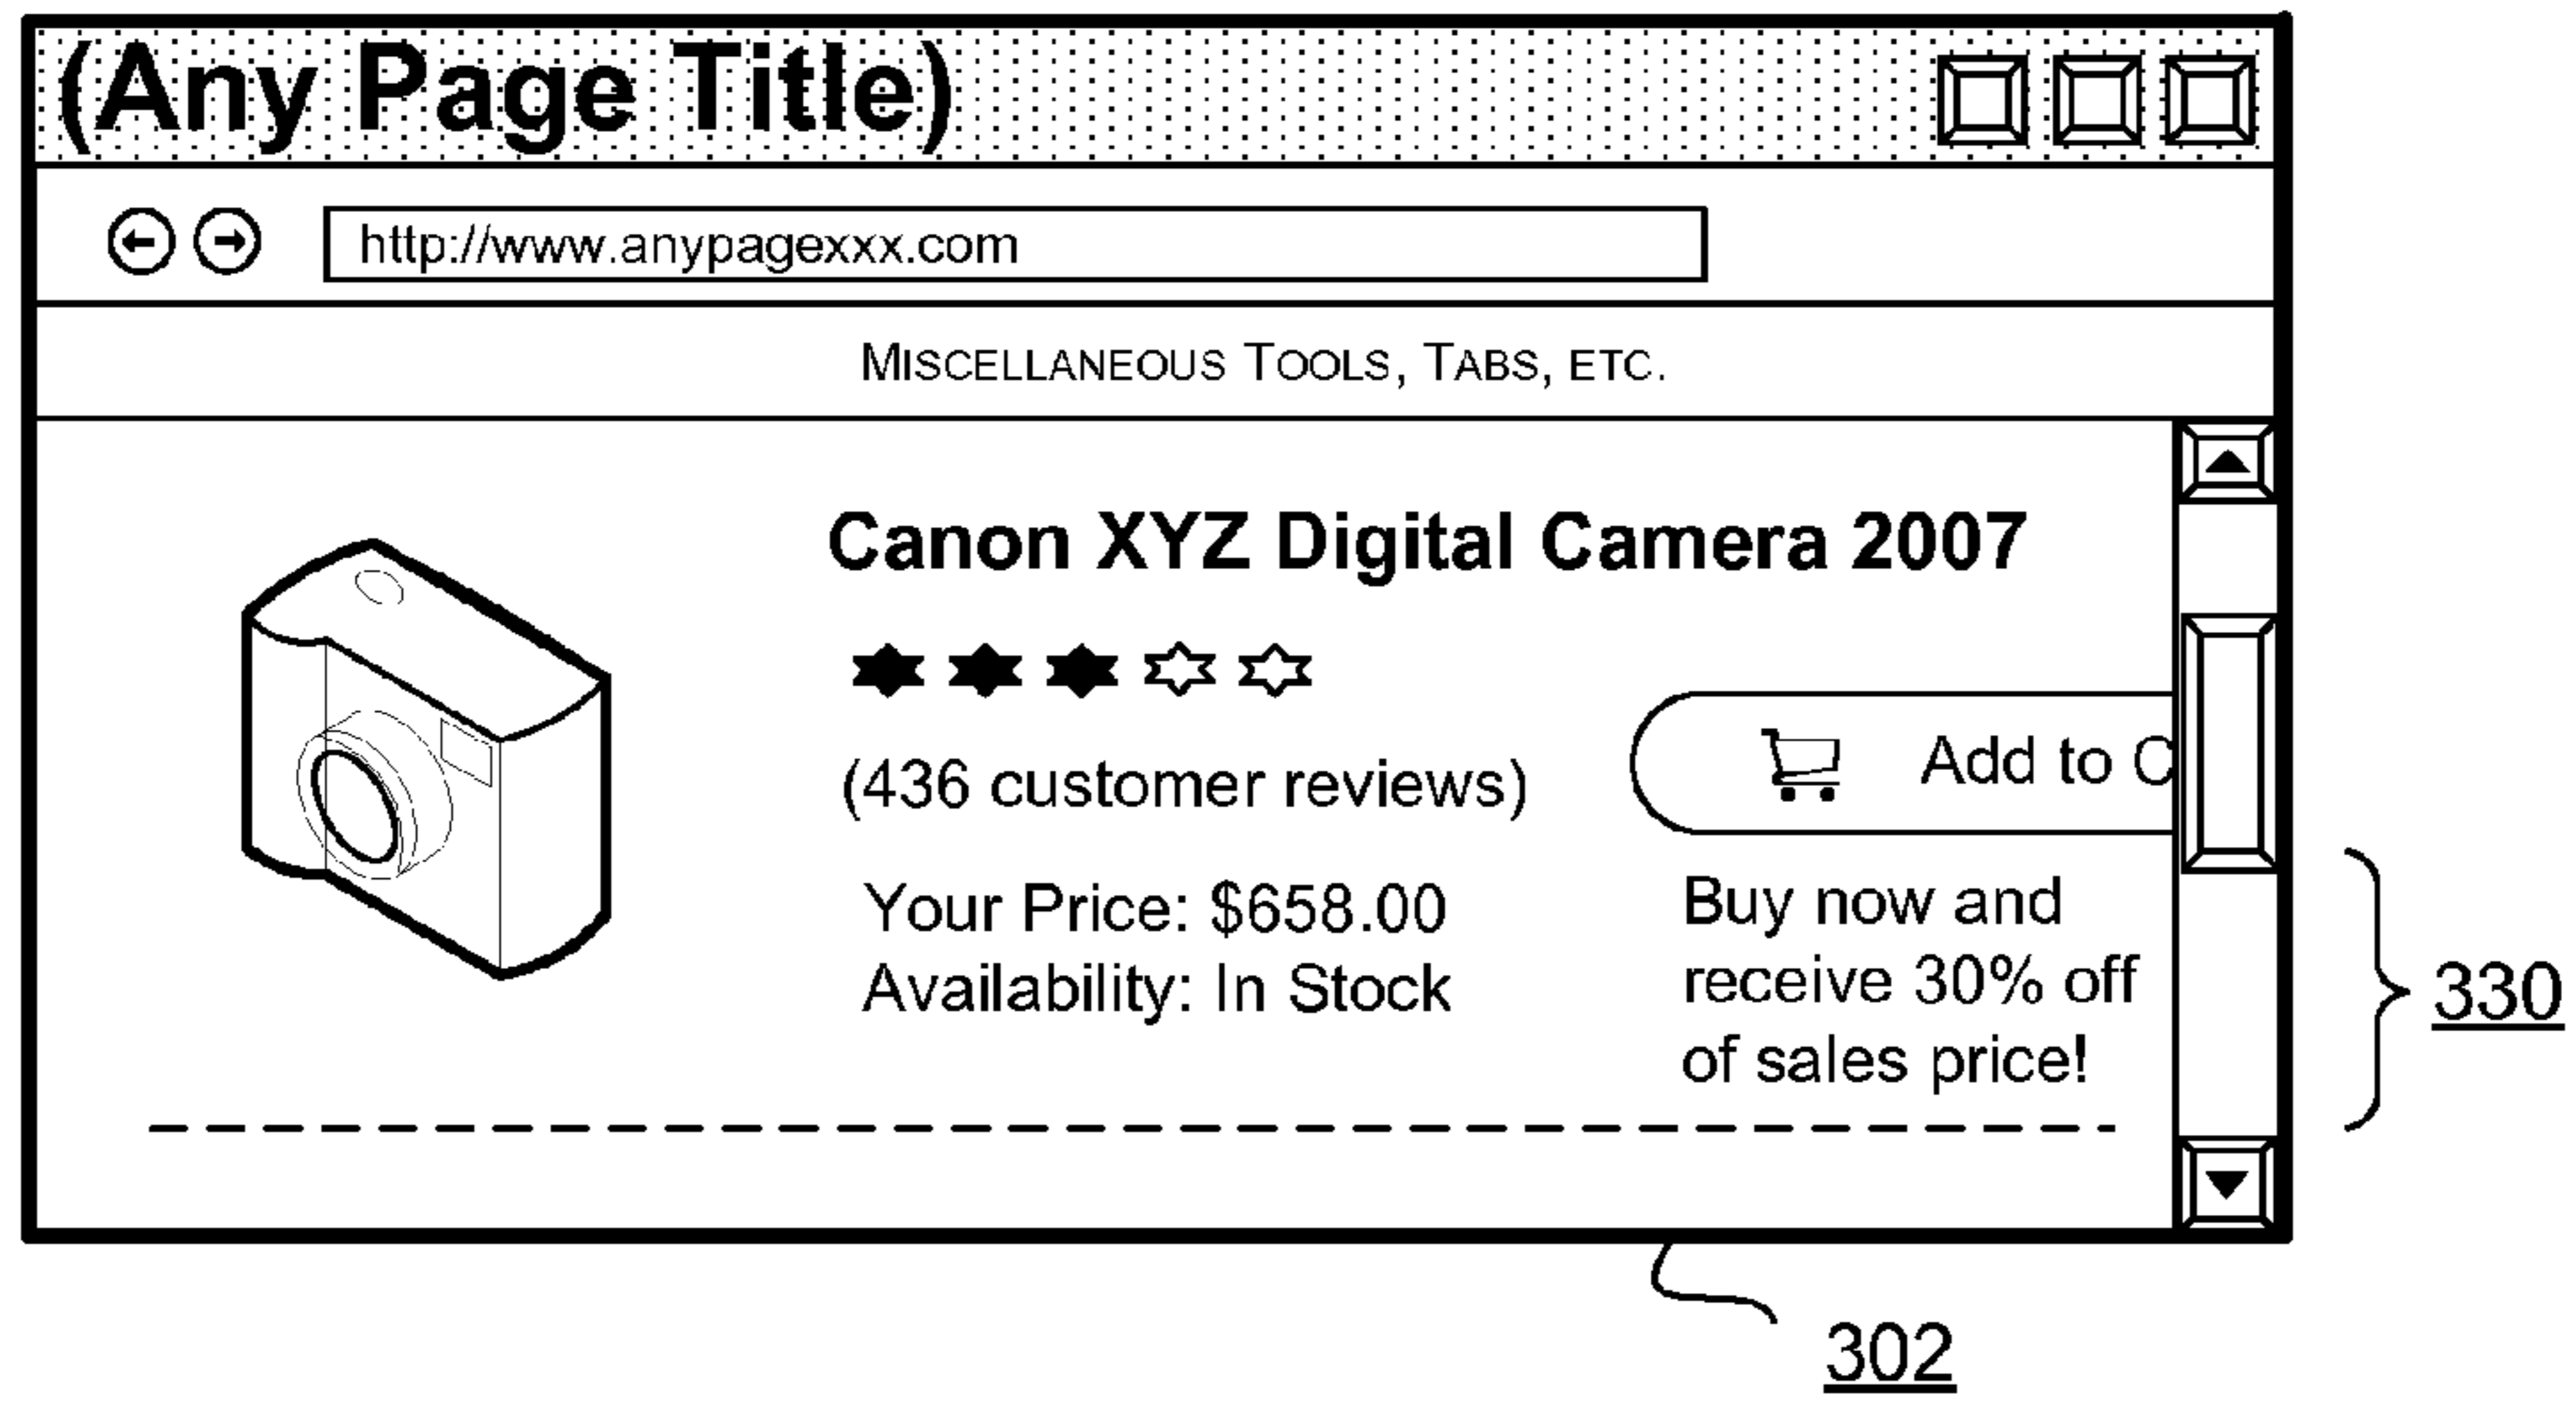 (Any Page Title)
http://www.anypagexxx.com
MISCELLANEOUS TOOLS, TABS, ETC.
Canon XYZ Digital Camera 2007
(436 customer reviews)
Add to C
Your Price: $658.00
Availability: In Stock
Buy now and
receive 30% off
of sales price!
330
302